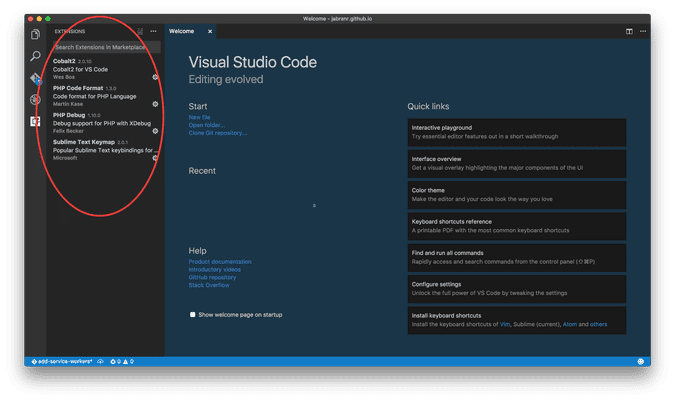 Welcome - jabranr.github.io
EXTENSIONS
Search Extensions in Marketplace
Cobalt2 2.0.10
Cobalt2 for VS Code
Wes Bos
PHP Code Format 1.3.0
Code format for PHP Language
Martin Kase
PHP Debug 1.10.0
Debug support for PHP with XDebug
Felix Becker
Sublime Text Keymap 2.0.1
Popular Sublime Text keybindings for ...
Microsoft
Welcome
Visual Studio Code
Editing evolved
Start
New file
Open folder...
Clone Git repository...
Recent
Help
Product documentation
Introductory videos
GitHub repository
Stack Overflow
Show welcome page on startup
Quick links
Interactive playground
Try essential editor features out in a short walkthrough
Interface overview
Get a visual overlay highlighting the major components of the UI
Color theme
Make the editor and your code look the way you love
Keyboard shortcuts reference
A printable PDF with the most common keyboard shortcuts
Find and run all commands
Rapidly access and search commands from the control panel (⇧⌘P)
Configure settings
Unlock the full power of VS Code by tweaking the settings
Install keyboard shortcuts
Install the keyboard shortcuts of Vim, Sublime (current), Atom and others
add-service-workers* 0 0